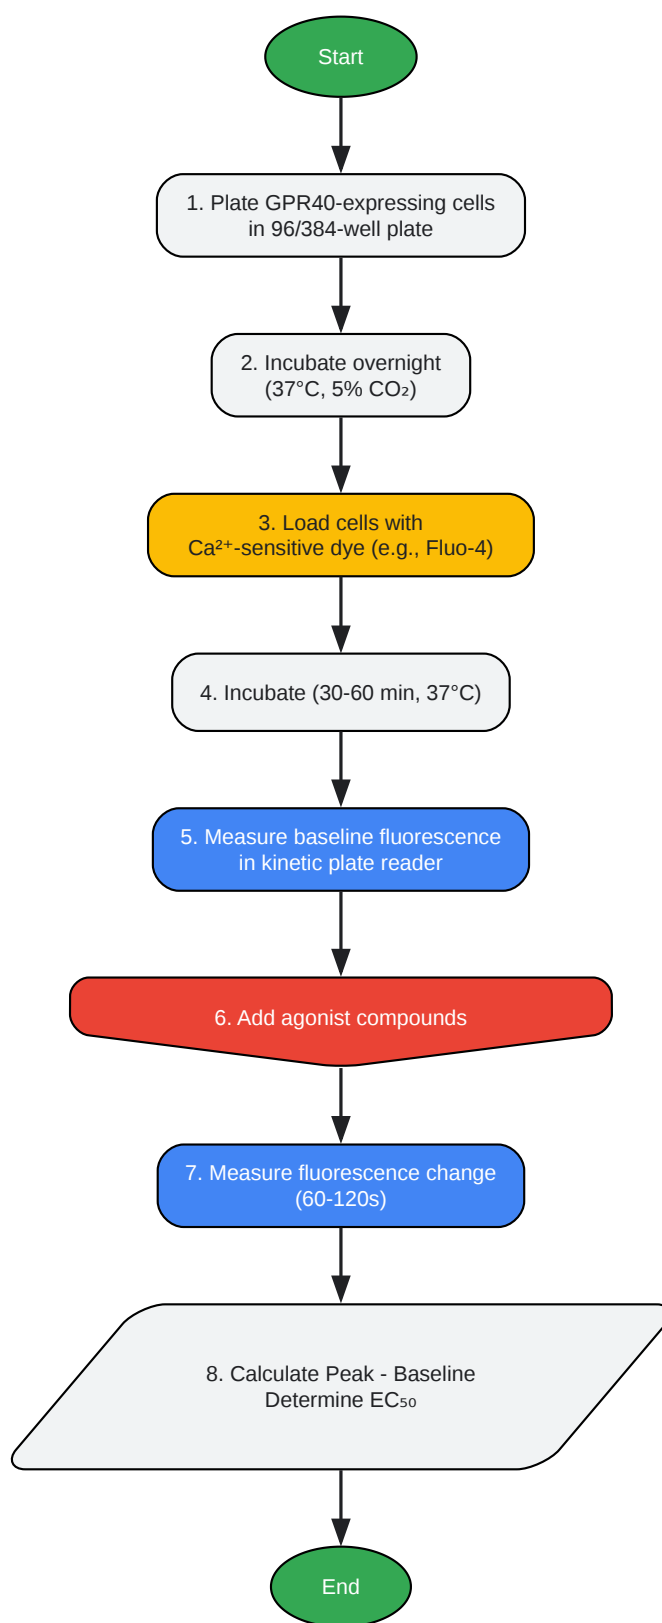 Start
1. Plate GPR40-expressing cells
in 96/384-well plate
2. Incubate overnight
(37°C, 5% CO₂)
3. Load cells with
Ca²⁺-sensitive dye (e.g., Fluo-4)
4. Incubate (30-60 min, 37°C)
5. Measure baseline fluorescence
in kinetic plate reader
6. Add agonist compounds
7. Measure fluorescence change
(60-120s)
8. Calculate Peak - Baseline
Determine EC₅₀
End